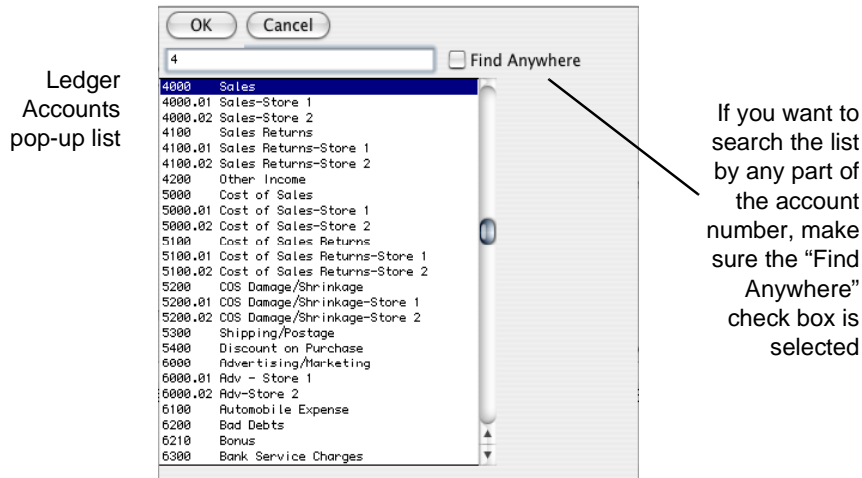 OK Cancel
4 Find Anywhere
Ledger
Accounts
pop-up list
4000 Sales
4000.01 Sales-Store 1
4000.02 Sales-Store 2
4100 Sales Returns
4100.01 Sales Returns-Store 1
4100.02 Sales Returns-Store 2
4200 Other Income
5000 Cost of Sales
5000.01 Cost of Sales-Store 1
5000.02 Cost of Sales-Store 2
5100 Cost of Sales Returns
5100.01 Cost of Sales Returns-Store 1
5100.02 Cost of Sales Returns-Store 2
5200 COS Damage/Shrinkage
5200.01 COS Damage/Shrinkage-Store 1
5200.02 COS Damage/Shrinkage-Store 2
5300 Shipping/Postage
5400 Discount on Purchase
6000 Advertising/Marketing
6000.01 Adv - Store 1
6000.02 Adv-Store 2
6100 Automobile Expense
6200 Bad Debts
6210 Bonus
6300 Bank Service Charges
If you want to
search the list
by any part of
the account
number, make
sure the “Find
Anywhere”
check box is
selected